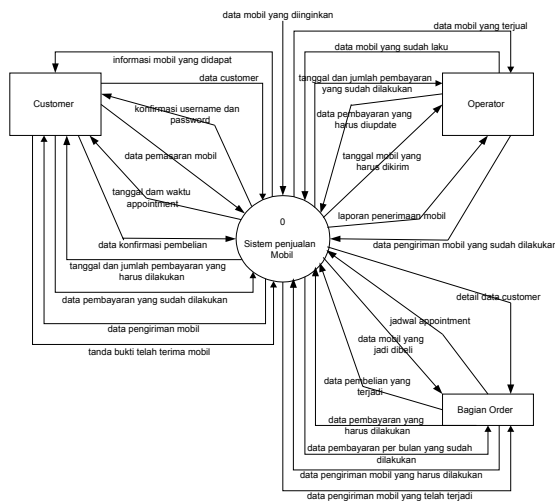 data mobil yang diinginkan
data mobil yang terjual
informasi mobil yang didapat
data mobil yang sudah laku
Customer
data customer
tanggal dan jumlah pembayaran
yang sudah dilakukan
Operator
konfirmasi username dan
password
data pembayaran yang
harus diupdate
data pemasaran mobil
tanggal mobil yang
harus dikirim
tanggal dam waktu
appointment
0
Sistem penjualan
Mobil
laporan penerimaan mobil
data konfirmasi pembelian
data pengiriman mobil yang sudah dilakukan
tanggal dan jumlah pembayaran yang
harus dilakukan
data pembayaran yang sudah dilakukan
detail data customer
data pengiriman mobil
jadwal appointment
data mobil yang
jadi dibeli
tanda bukti telah terima mobil
data pembelian yang
terjadi
Bagian Order
data pembayaran yang
harus dilakukan
data pembayaran per bulan yang sudah
dilakukan
data pengiriman mobil yang harus dilakukan
data pengiriman mobil yang telah terjadi